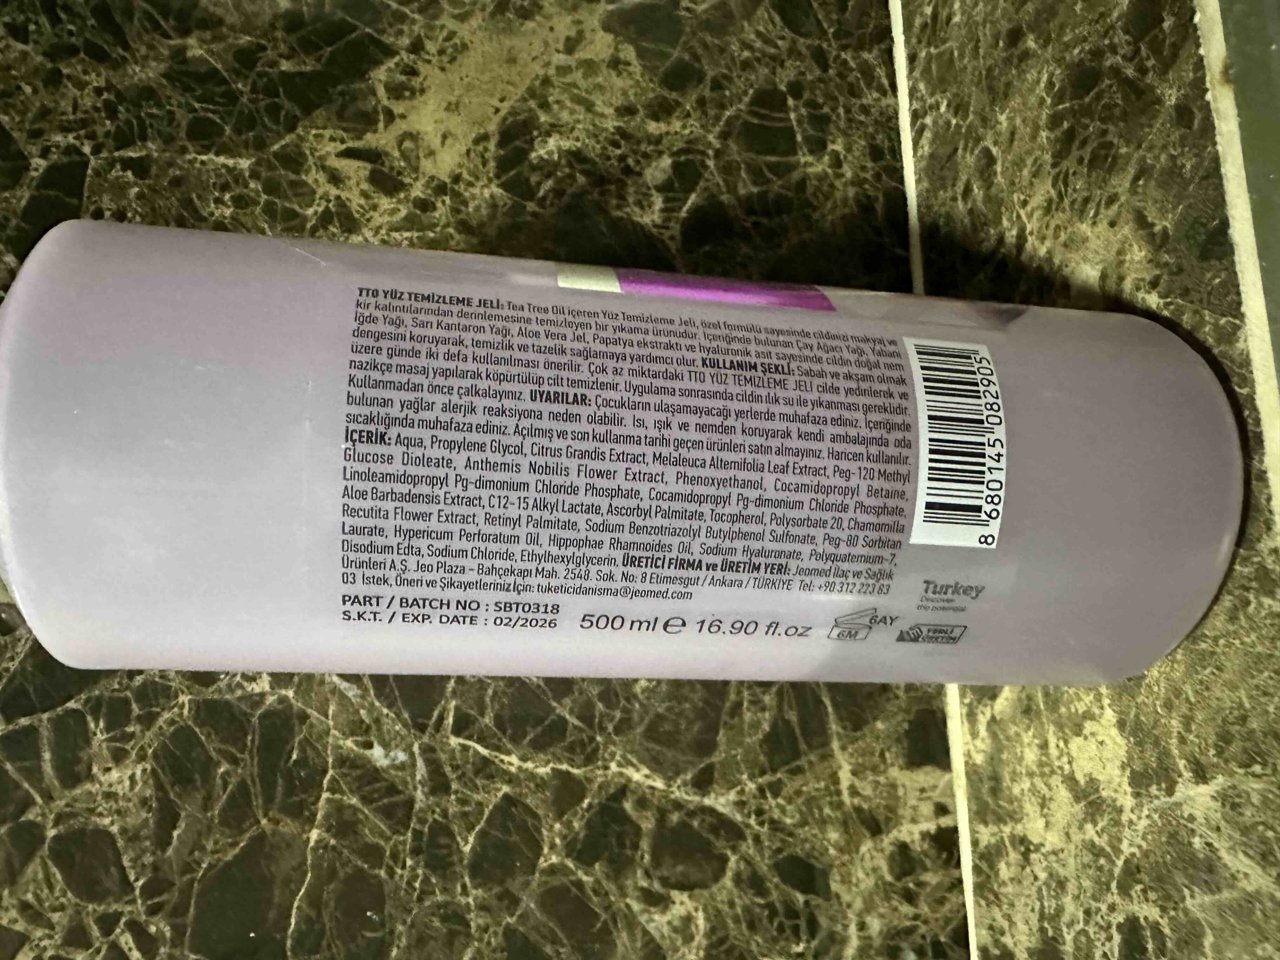 TTO YÜZ TEMİZLEME JELİ: Tea Tree Oil içeren Yüz Temizleme Jeli, özel formülü sayesinde cildinizi makyaj ve
kir kalıntılarından derinlemesine temizleyen bir yıkama ürünüdür. İçeriğinde bulunan Çay Ağacı Yağı, Yabani
İğde Yağı, Sarı Kantaron Yağı, Aloe Vera Jel, Papatya ekstraktı ve hyaluronik asit sayesinde cildin doğal nem
dengesini koruyarak, temizlik ve tazelik sağlamaya yardımcı olur. KULLANIM ŞEKLİ: Sabah ve akşam olmak
üzere günde iki defa kullanılması önerilir. Çok az miktardaki TTO YÜZ TEMİZLEME JELİ cilde yedirilerek ve
nazikçe masaj yapılarak köpürtülüp cilt temizlenir. Uygulama sonrasında cildin ılık su ile yıkanması gereklidir.
Kullanmadan önce çalkalayınız. UYARILAR: Çocukların ulaşamayacağı yerlerde muhafaza ediniz. İçeriğinde
bulunan yağlar alerjik reaksiyona neden olabilir. Isı, ışık ve nemden koruyarak kendi ambalajında oda
sıcaklığında muhafaza ediniz. Açılmış ve son kullanma tarihi geçen ürünleri satın almayınız. Haricen kullanılır.
İÇERİK: Aqua, Propylene Glycol, Citrus Grandis Extract, Melaleuca Alternifolia Leaf Extract, Peg-120 Methyl
Glucose Dioleate, Anthemis Nobilis Flower Extract, Phenoxyethanol, Cocamidopropyl Betaine,
Linoleamidopropyl Pg-dimonium Chloride Phosphate, Cocamidopropyl Pg-dimonium Chloride Phosphate,
Aloe Barbadensis Extract, C12-15 Alkyl Lactate, Ascorbyl Palmitate, Tocopherol, Polysorbate 20, Chamomilla
Recutita Flower Extract, Retinyl Palmitate, Sodium Benzotriazolyl Butylphenol Sulfonate, Peg-80 Sorbitan
Laurate, Hypericum Perforatum Oil, Hippophae Rhamnoides Oil, Sodium Hyaluronate, Polyquaternium-7,
Disodium Edta, Sodium Chloride, Ethylhexylglycerin. ÜRETİCİ FİRMA ve ÜRETİM YERİ: Jeomed İlaç ve Sağlık
Ürünleri A.Ş. Jeo Plaza - Bahçekapı Mah. 2548. Sok. No: 8 Etimesgut / Ankara / TÜRKİYE Tel: +90 312 223 83
03 İstek, Öneri ve Şikayetleriniz İçin: tuketicidanisma@jeomed.com
PART / BATCH NO : SBT0318
S.K.T. / EXP. DATE : 02/2026
500 ml ℮ 16.90 fl.oz
6AY
6M
8 680145 082905
Turkey
Discover
the potential
YERLİ
ÜRETİM